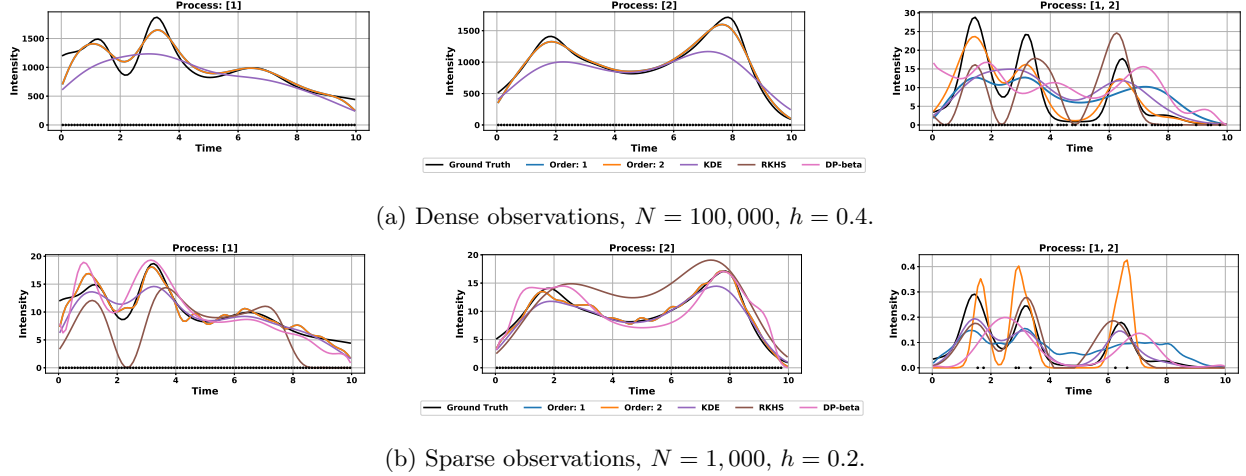 Process: [1]
Intensity
1500
1000
500
0
0 2 4 6 8 10
Time
Process: [2]
Intensity
1500
1000
500
0
0 2 4 6 8 10
Time
Process: [1, 2]
Intensity
30
25
20
15
10
5
0
0 2 4 6 8 10
Time
Ground Truth Order: 1 Order: 2 KDE RKHS DP-beta
(a) Dense observations, N = 100,000, h = 0.4.
Process: [1]
Intensity
20
15
10
5
0
0 2 4 6 8 10
Time
Process: [2]
Intensity
20
15
10
5
0
0 2 4 6 8 10
Time
Process: [1, 2]
Intensity
0.4
0.3
0.2
0.1
0.0
0 2 4 6 8 10
Time
Ground Truth Order: 1 Order: 2 KDE RKHS DP-beta
(b) Sparse observations, N = 1,000, h = 0.2.